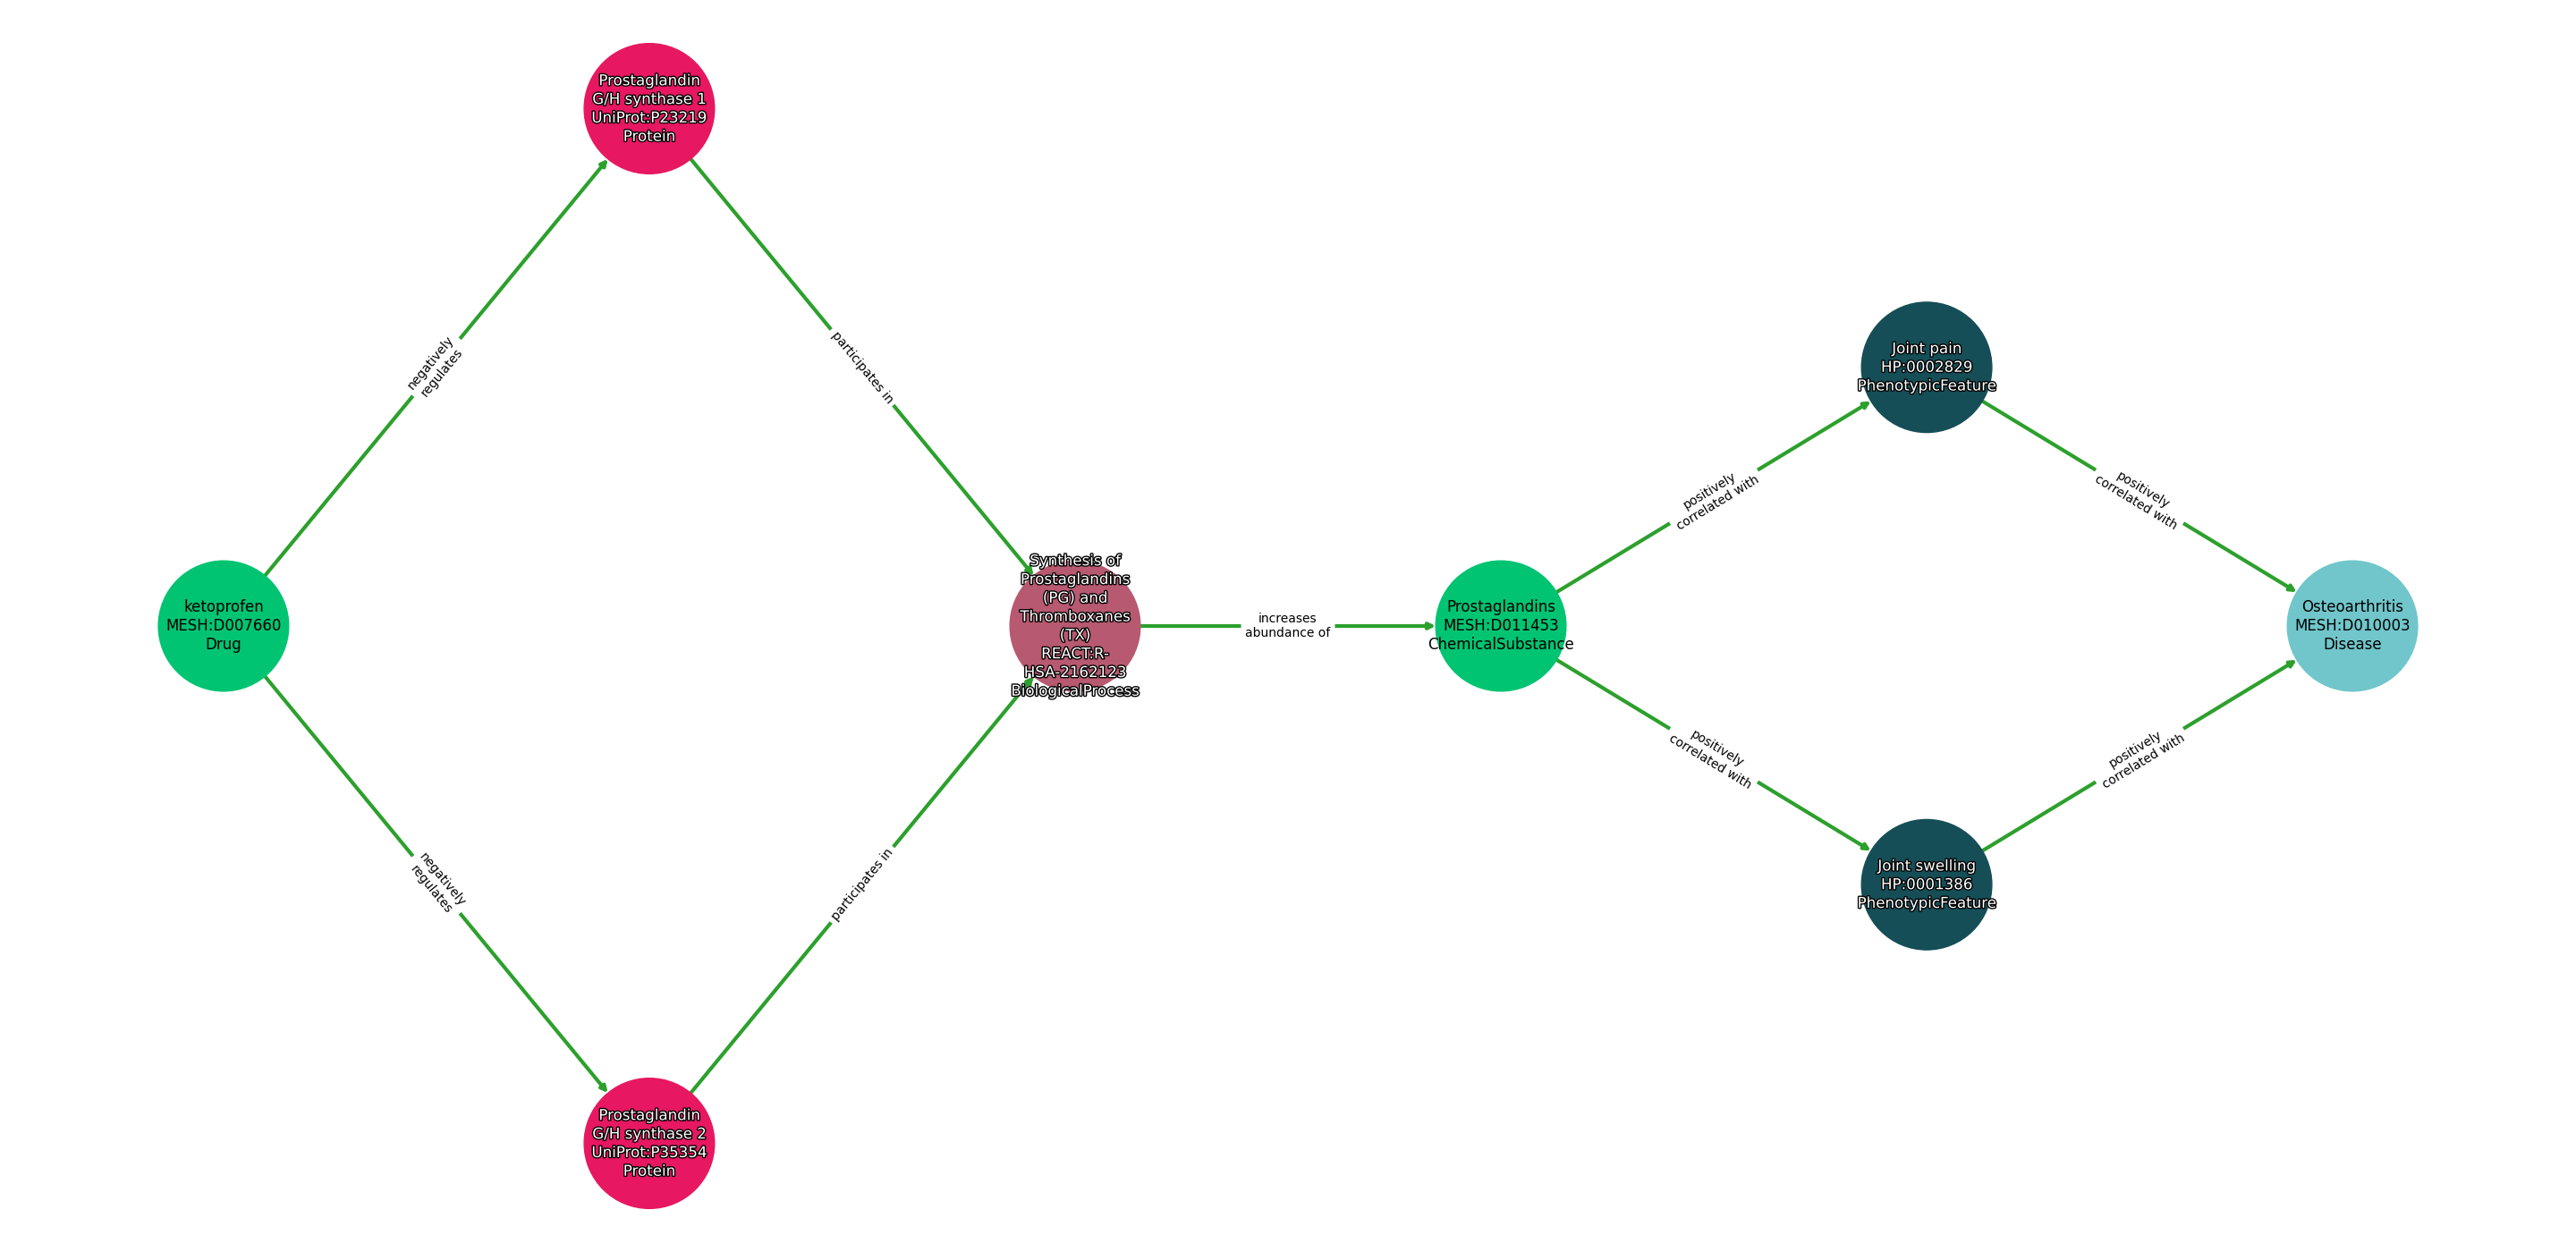 Prostaglandin
G/H synthase 1
UniProt:P23219
Protein
negatively
regulates
participates in
Joint pain
HP:0002829
PhenotypicFeature
positively
correlated with
positively
correlated with
ketoprofen
MESH:D007660
Drug
Synthesis of
Prostaglandins
(PG) and
Thromboxanes
(TX)
REACT:R-
HSA-2162123
BiologicalProcess
increases
abundance of
Prostaglandins
MESH:D011453
ChemicalSubstance
Osteoarthritis
MESH:D010003
Disease
positively
correlated with
positively
correlated with
negatively
regulates
participates in
Joint swelling
HP:0001386
PhenotypicFeature
Prostaglandin
G/H synthase 2
UniProt:P35354
Protein